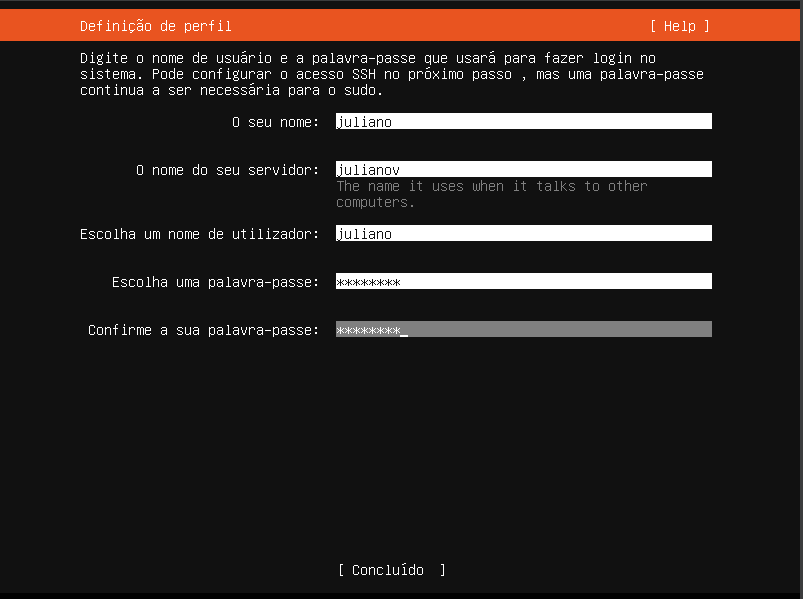 Definição de perfil [ Help ]
Digite o nome de usuário e a palavra-passe que usará para fazer login no
sistema. Pode configurar o acesso SSH no próximo passo , mas uma palavra-passe
continua a ser necessária para o sudo.
O seu nome: juliano
O nome do seu servidor: julianov
The name it uses when it talks to other
computers.
Escolha um nome de utilizador: juliano
Escolha uma palavra-passe: ********
Confirme a sua palavra-passe: ********_
[ Concluído ]